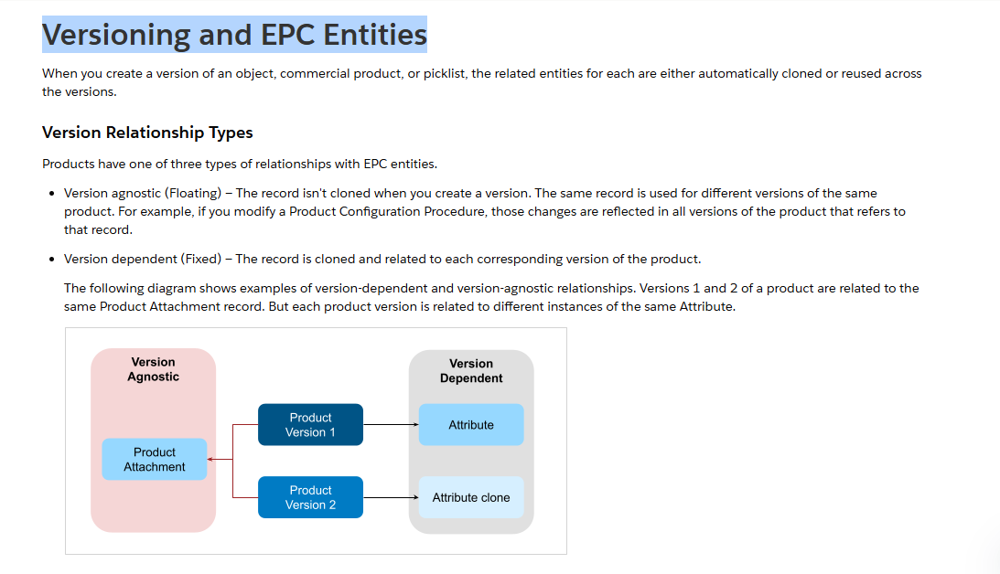 Versioning and EPC Entities
When you create a version of an object, commercial product, or picklist, the related entities for each are either automatically cloned or reused across
the versions.
Version Relationship Types
Products have one of three types of relationships with EPC entities.
• Version agnostic (Floating) – The record isn't cloned when you create a version. The same record is used for different versions of the same
product. For example, if you modify a Product Configuration Procedure, those changes are reflected in all versions of the product that refers to
that record.
• Version dependent (Fixed) – The record is cloned and related to each corresponding version of the product.
The following diagram shows examples of version-dependent and version-agnostic relationships. Versions 1 and 2 of a product are related to the
same Product Attachment record. But each product version is related to different instances of the same Attribute.
Version
Agnostic
Product
Attachment
Product
Version 1
Product
Version 2
Version
Dependent
Attribute
Attribute clone